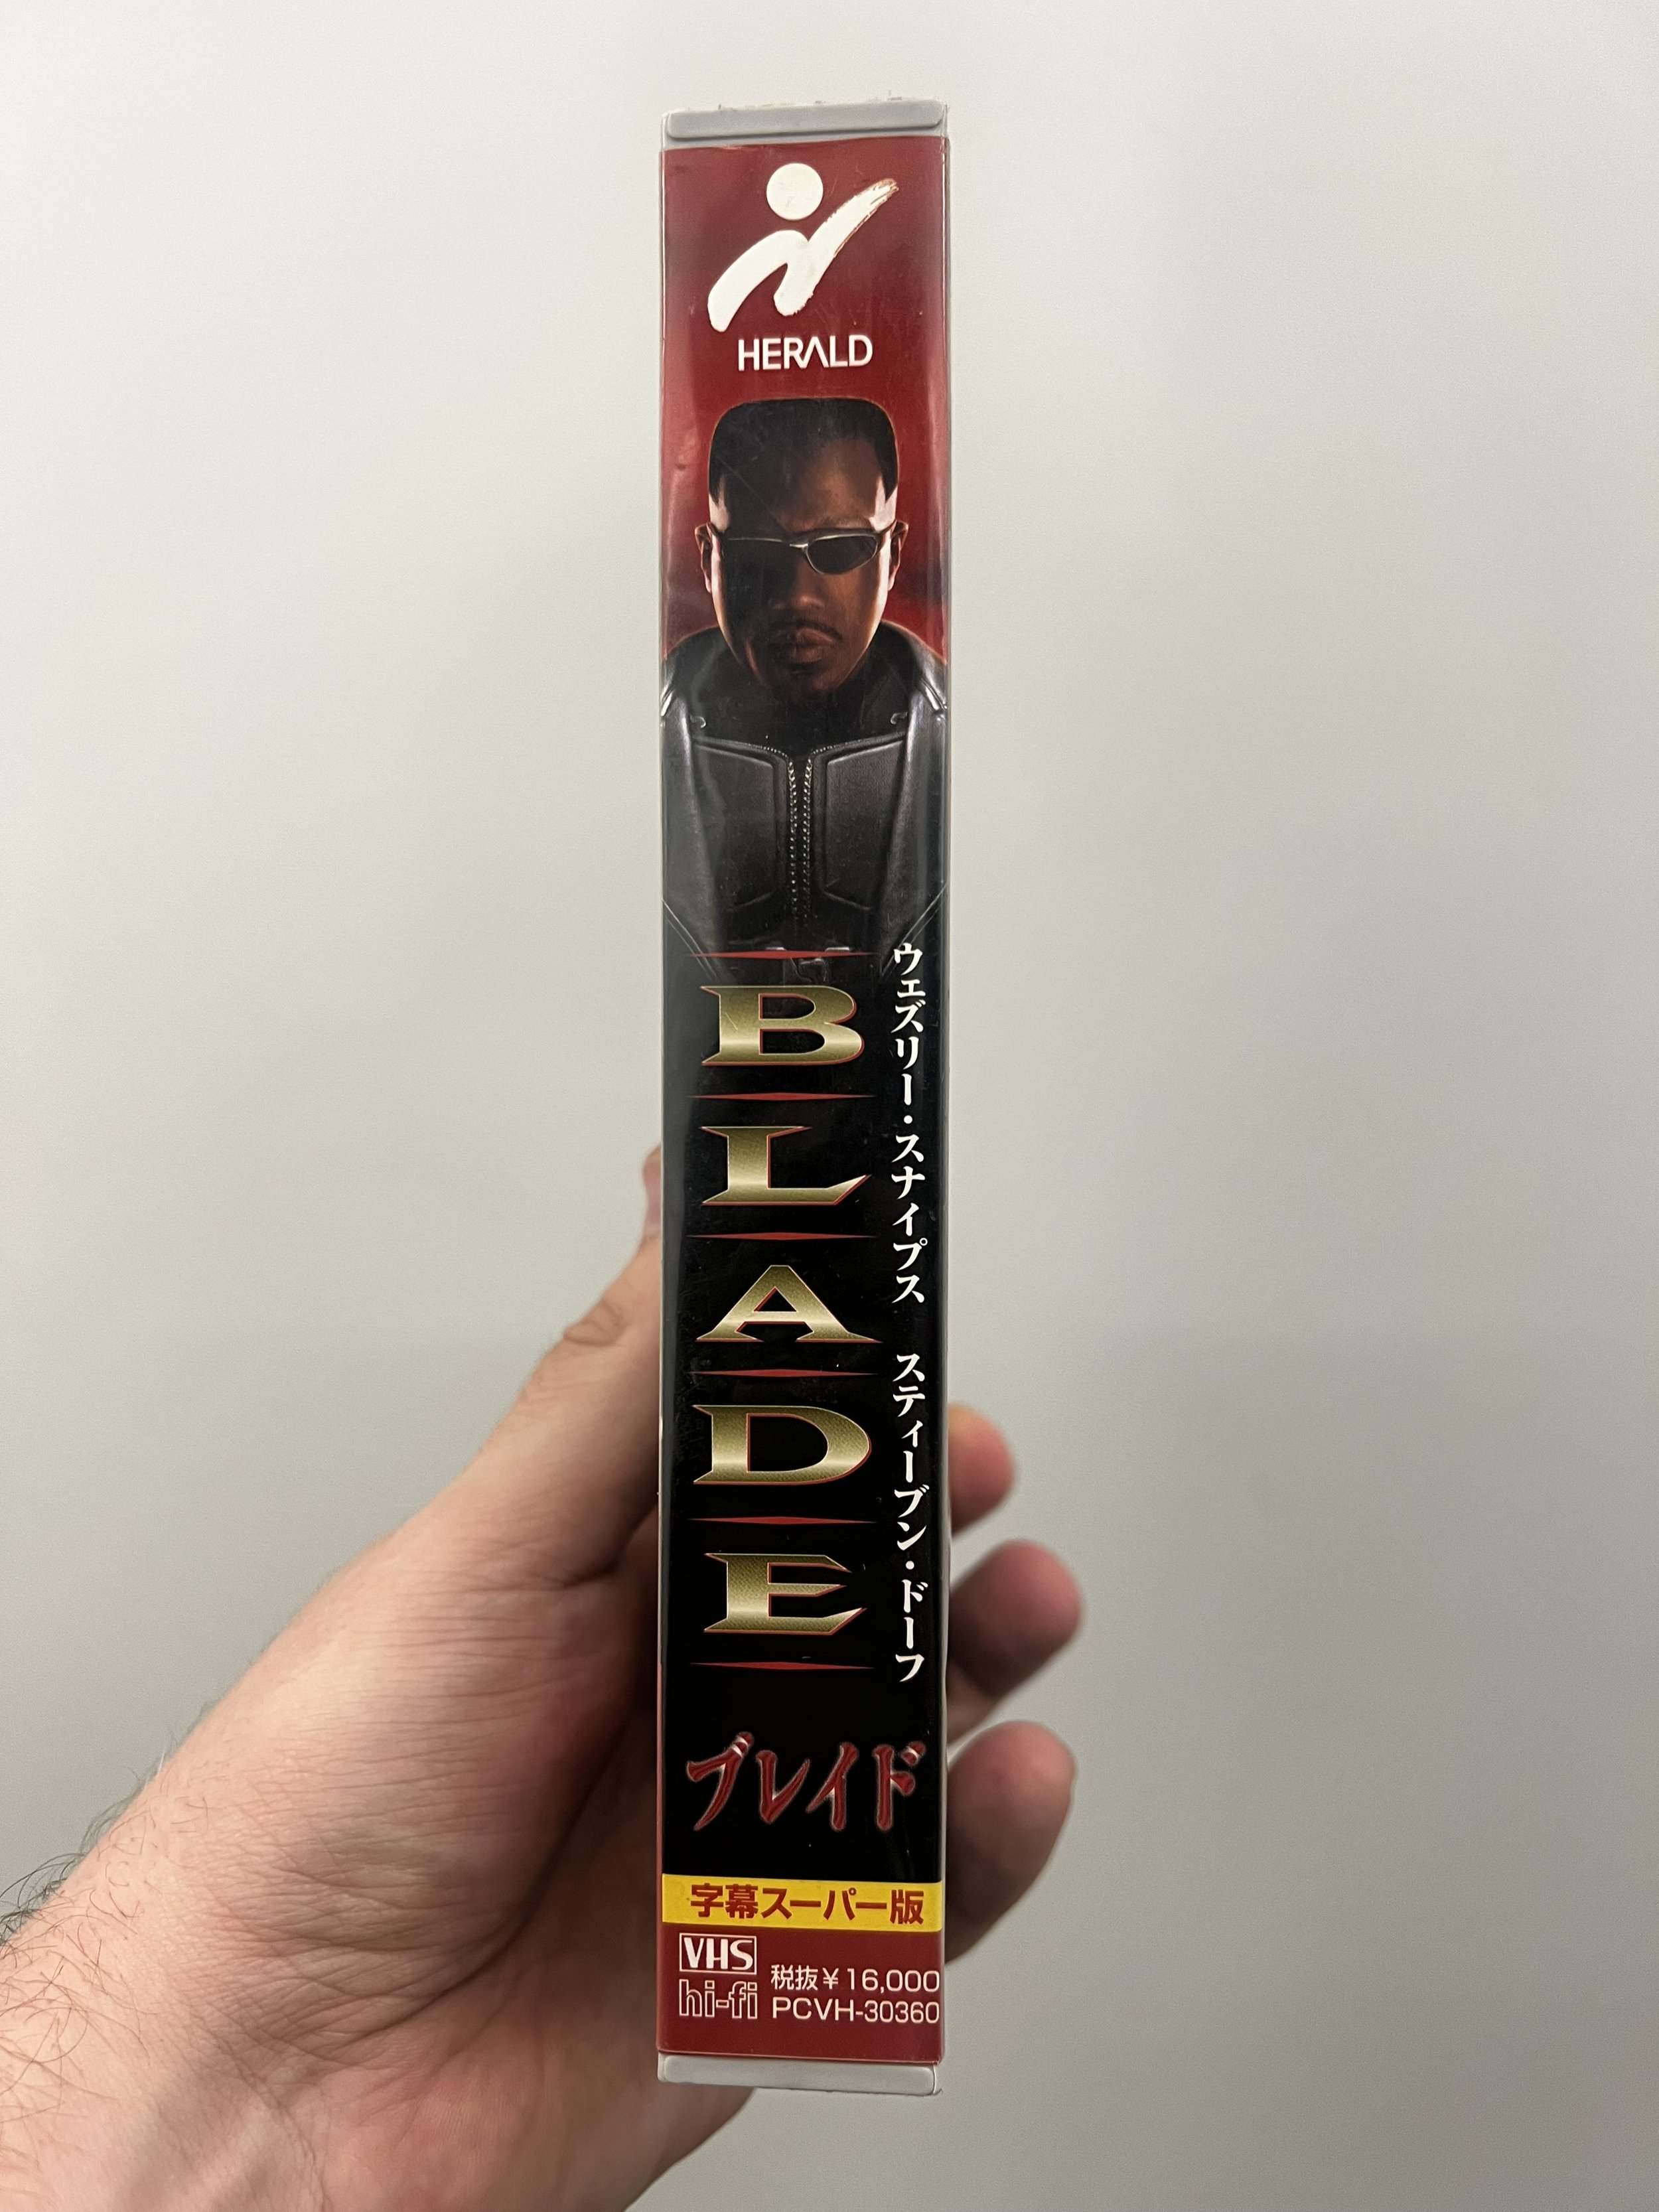 HERALD
BLADE
ウェズリー・スナイプス　スティーブン・ドーフ
ブレイド
字幕スーパー版
VHS
hi-fi
税抜￥16,000
PCVH-30360